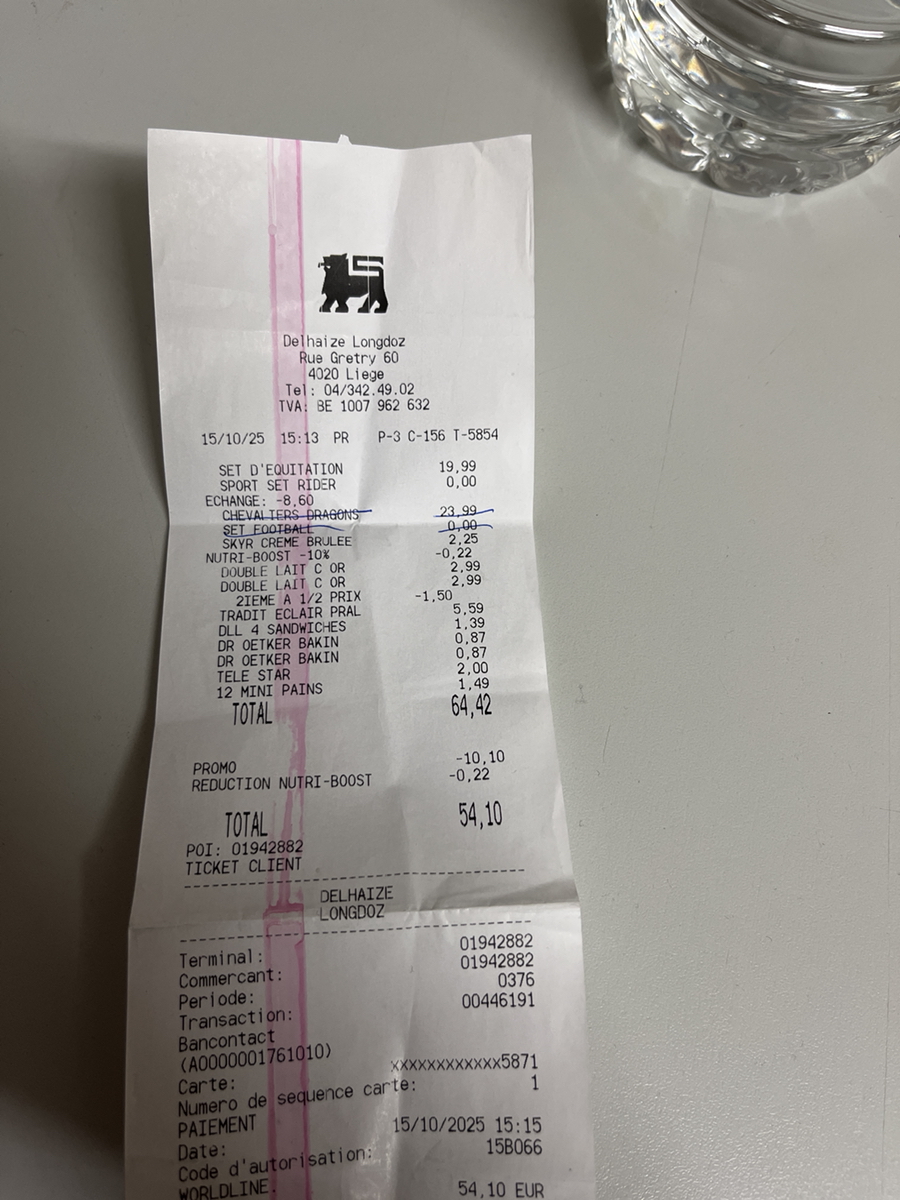 Delhaize Longdoz
Rue Gretry 60
4020 Liege
Tel: 04/342.49.02
TVA: BE 1007 962 632
15/10/25 15:13 PR P-3 C-156 T-5854
SET D'EQUITATION 19,99
SPORT SET RIDER 0,00
ECHANGE: -8,60
CHEVALIERS DRAGONS 23,99
SET FOOTBALL 0,00
SKYR CREME BRULEE 2,25
NUTRI-BOOST -10% -0,22
DOUBLE LAIT C OR 2,99
DOUBLE LAIT C OR 2,99
2IEME A 1/2 PRIX -1,50
TRADIT ECLAIR PRAL 5,59
DLL 4 SANDWICHES 1,39
DR OETKER BAKIN 0,87
DR OETKER BAKIN 0,87
TELE STAR 2,00
12 MINI PAINS 1,49
TOTAL 64,42
PROMO -10,10
REDUCTION NUTRI-BOOST -0,22
TOTAL 54,10
POI: 01942882
TICKET CLIENT
DELHAIZE
LONGDOZ
Terminal: 01942882
Commercant: 01942882
Periode: 0376
Transaction: 00446191
Bancontact
(A0000001761010)
Carte: xxxxxxxxxxxx5871
Numero de sequence carte: 1
PAIEMENT
Date: 15/10/2025 15:15
Code d'autorisation: 15B066
WORLDLINE. 54,10 EUR